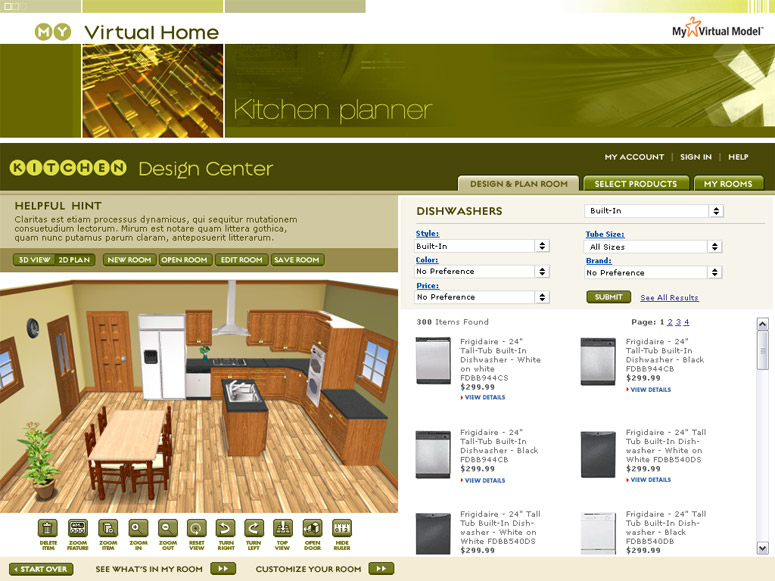 MY Virtual Home
My Virtual Model™
Kitchen planner
KITCHEN Design Center
MY ACCOUNT | SIGN IN | HELP
DESIGN & PLAN ROOM
SELECT PRODUCTS
MY ROOMS
HELPFUL HINT
Claritas est etiam processus dynamicus, qui sequitur mutationem
consuetudium lectorum. Mirum est notare quam littera gothica,
quam nunc putamus parum claram, anteposuerit litterarum.
3D VIEW 2D PLAN NEW ROOM OPEN ROOM EDIT ROOM SAVE ROOM
DISHWASHERS
Built-In
Style:
Built-In
Tube Size:
All Sizes
Color:
No Preference
Brand:
No Preference
Price:
No Preference
SUBMIT See All Results
300 Items Found
Page: 1 2 3 4
Frigidaire - 24"
Tall-Tub Built-In
Dishwasher - White
on white
FDBB944CS
$299.99
VIEW DETAILS
Frigidaire - 24"
Tall-Tub Built-In
Dishwasher - Black
FDBB944CB
$299.99
VIEW DETAILS
Frigidaire - 24"
Tall-Tub Built-In
Dishwasher - Black
FDBB944CB
$299.99
VIEW DETAILS
Frigidaire - 24" Tall
Tub Built-In Dish-
washer - White on
White FDBB540DS
$299.99
VIEW DETAILS
Frigidaire - 24" Tall
Tub Built-In Dish-
washer - White on
White FDBB540DS
Frigidaire - 24" Tall
Tub Built-In Dish-
washer - Black
FDBB540DB
$299.99
DELETE
ITEM
ZOOM
FEATURE
ZOOM
ITEM
ZOOM
IN
ZOOM
OUT
RESET
VIEW
TURN
RIGHT
TURN
LEFT
TOP
VIEW
OPEN
DOOR
HIDE
RULER
START OVER
SEE WHAT'S IN MY ROOM
CUSTOMIZE YOUR ROOM